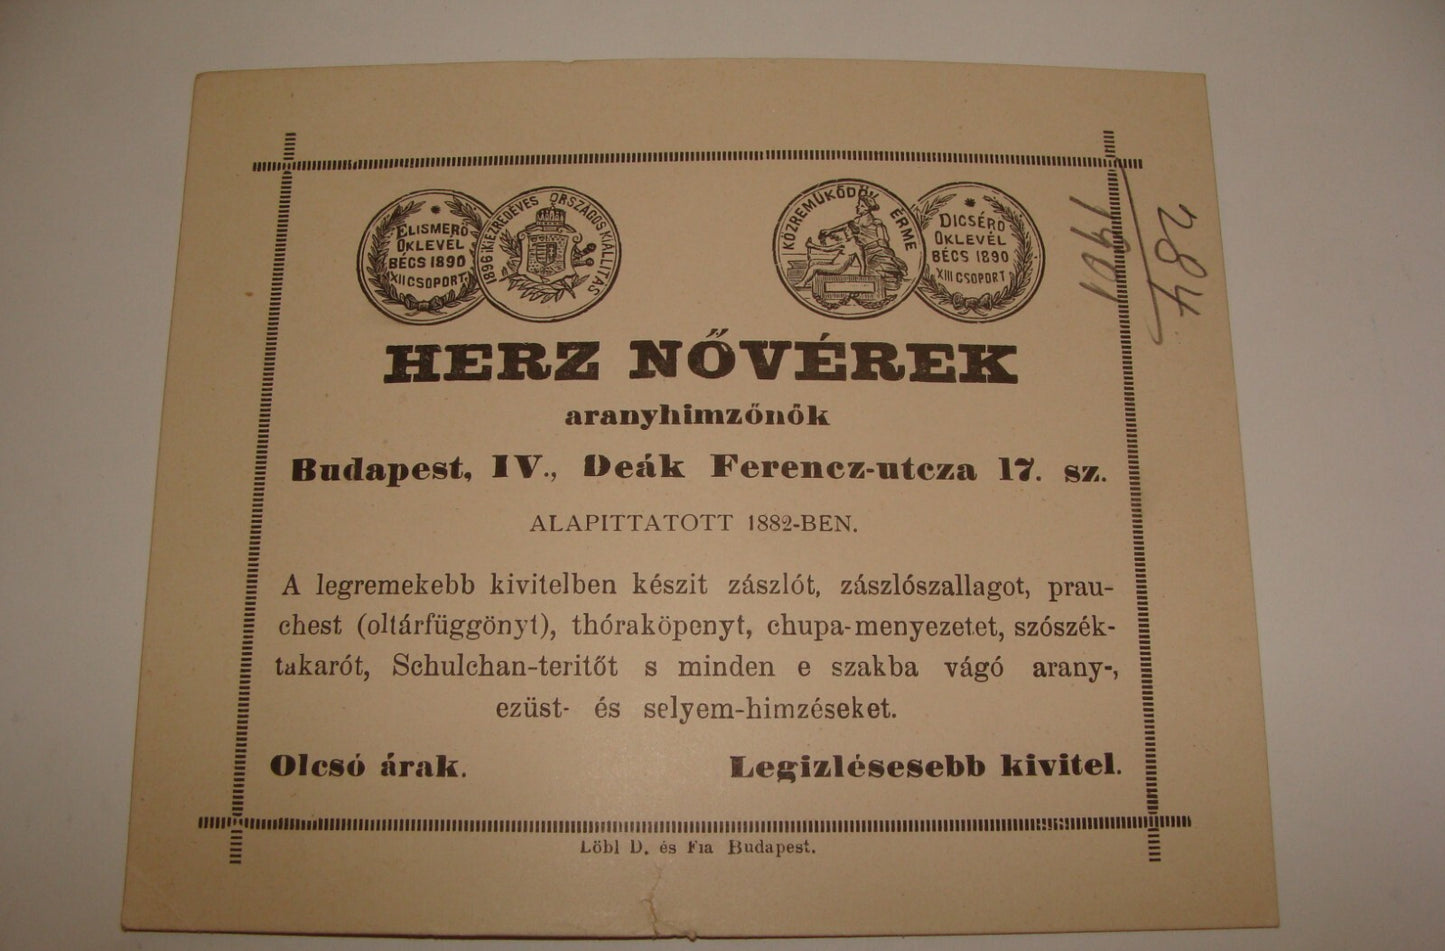 ELISMERŐ
OKLEVÉL
BÉCS 1890
XII CSOPORT.
1896 IKI EZREDÉVES ORSZÁGOS KIÁLLÍTÁS
KÖZREMŰKÖDŐ ÉRME
DICSÉRŐ
OKLEVÉL
BÉCS 1890
XIII CSOPORT
284
1901
HERZ NŐVÉREK
aranyhimzőnők
Budapest, IV., Deák Ferencz-utcza 17. sz.
ALAPITTATOTT 1882-BEN.
A legremekebb kivitelben készit zászlót, zászlószallagot, prau-
chest (oltárfüggönyt), thóraköpenyt, chupa-menyezetet, szószék-
takarót, Schulchan-teritőt s minden e szakba vágó arany-,
ezüst- és selyem-himzéseket.
Olcsó árak.
Legizlésesebb kivitel.
Löbl D. és Fia Budapest.